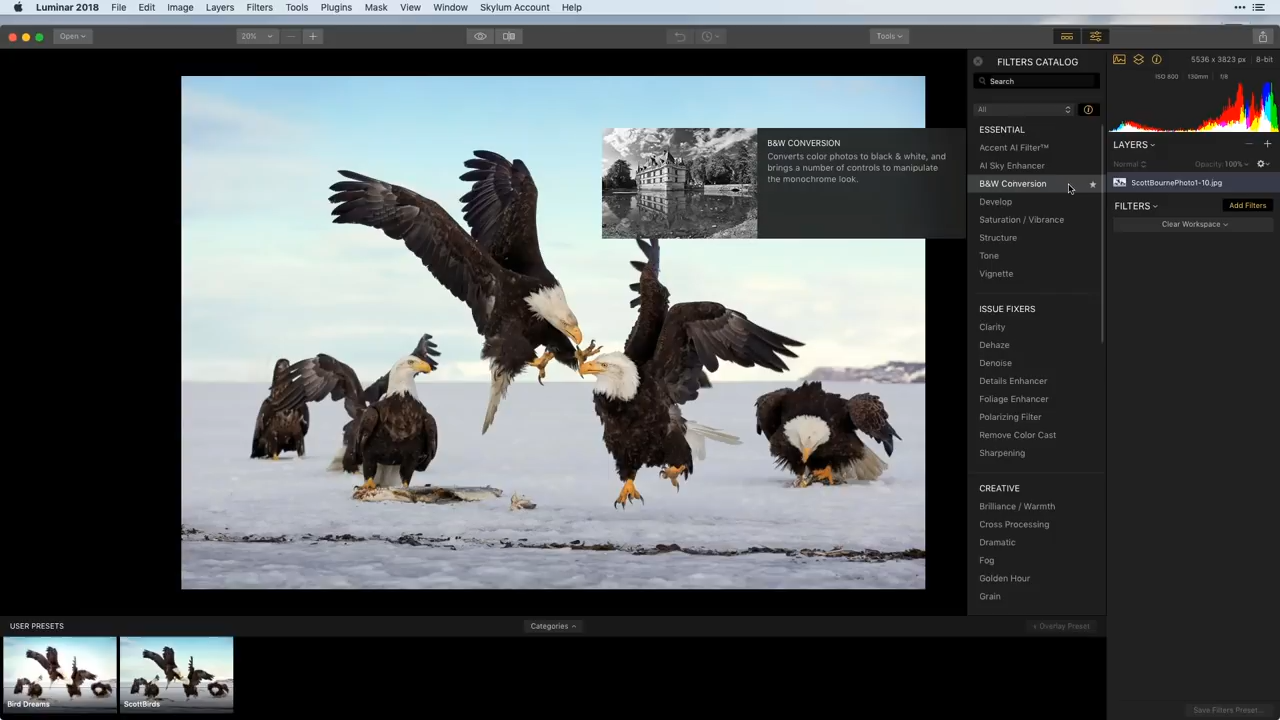 Luminar 2018 File Edit Image Layers Filters Tools Plugins Mask View Window Skylum Account Help
Open 20% Tools
FILTERS CATALOG
Search
All
ESSENTIAL
Accent AI Filter™
AI Sky Enhancer
B&W Conversion
Develop
Saturation / Vibrance
Structure
Tone
Vignette
ISSUE FIXERS
Clarity
Dehaze
Denoise
Details Enhancer
Foliage Enhancer
Polarizing Filter
Remove Color Cast
Sharpening
CREATIVE
Brilliance / Warmth
Cross Processing
Dramatic
Fog
Golden Hour
Grain
B&W CONVERSION
Converts color photos to black & white, and
brings a number of controls to manipulate
the monochrome look.
5536 x 3823 px 8-bit
ISO 800 130mm f/8
LAYERS
Normal Opacity: 100%
ScottBournePhoto1-10.jpg
FILTERS Add Filters
Clear Workspace
USER PRESETS Categories + Overlay Preset
Bird Dreams ScottBirds
Save Filters Preset...